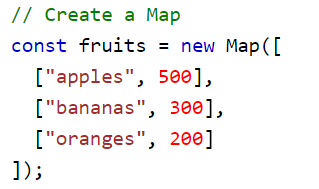 // Create a Map
const fruits = new Map([
  ["apples", 500],
  ["bananas", 300],
  ["oranges", 200]
]);